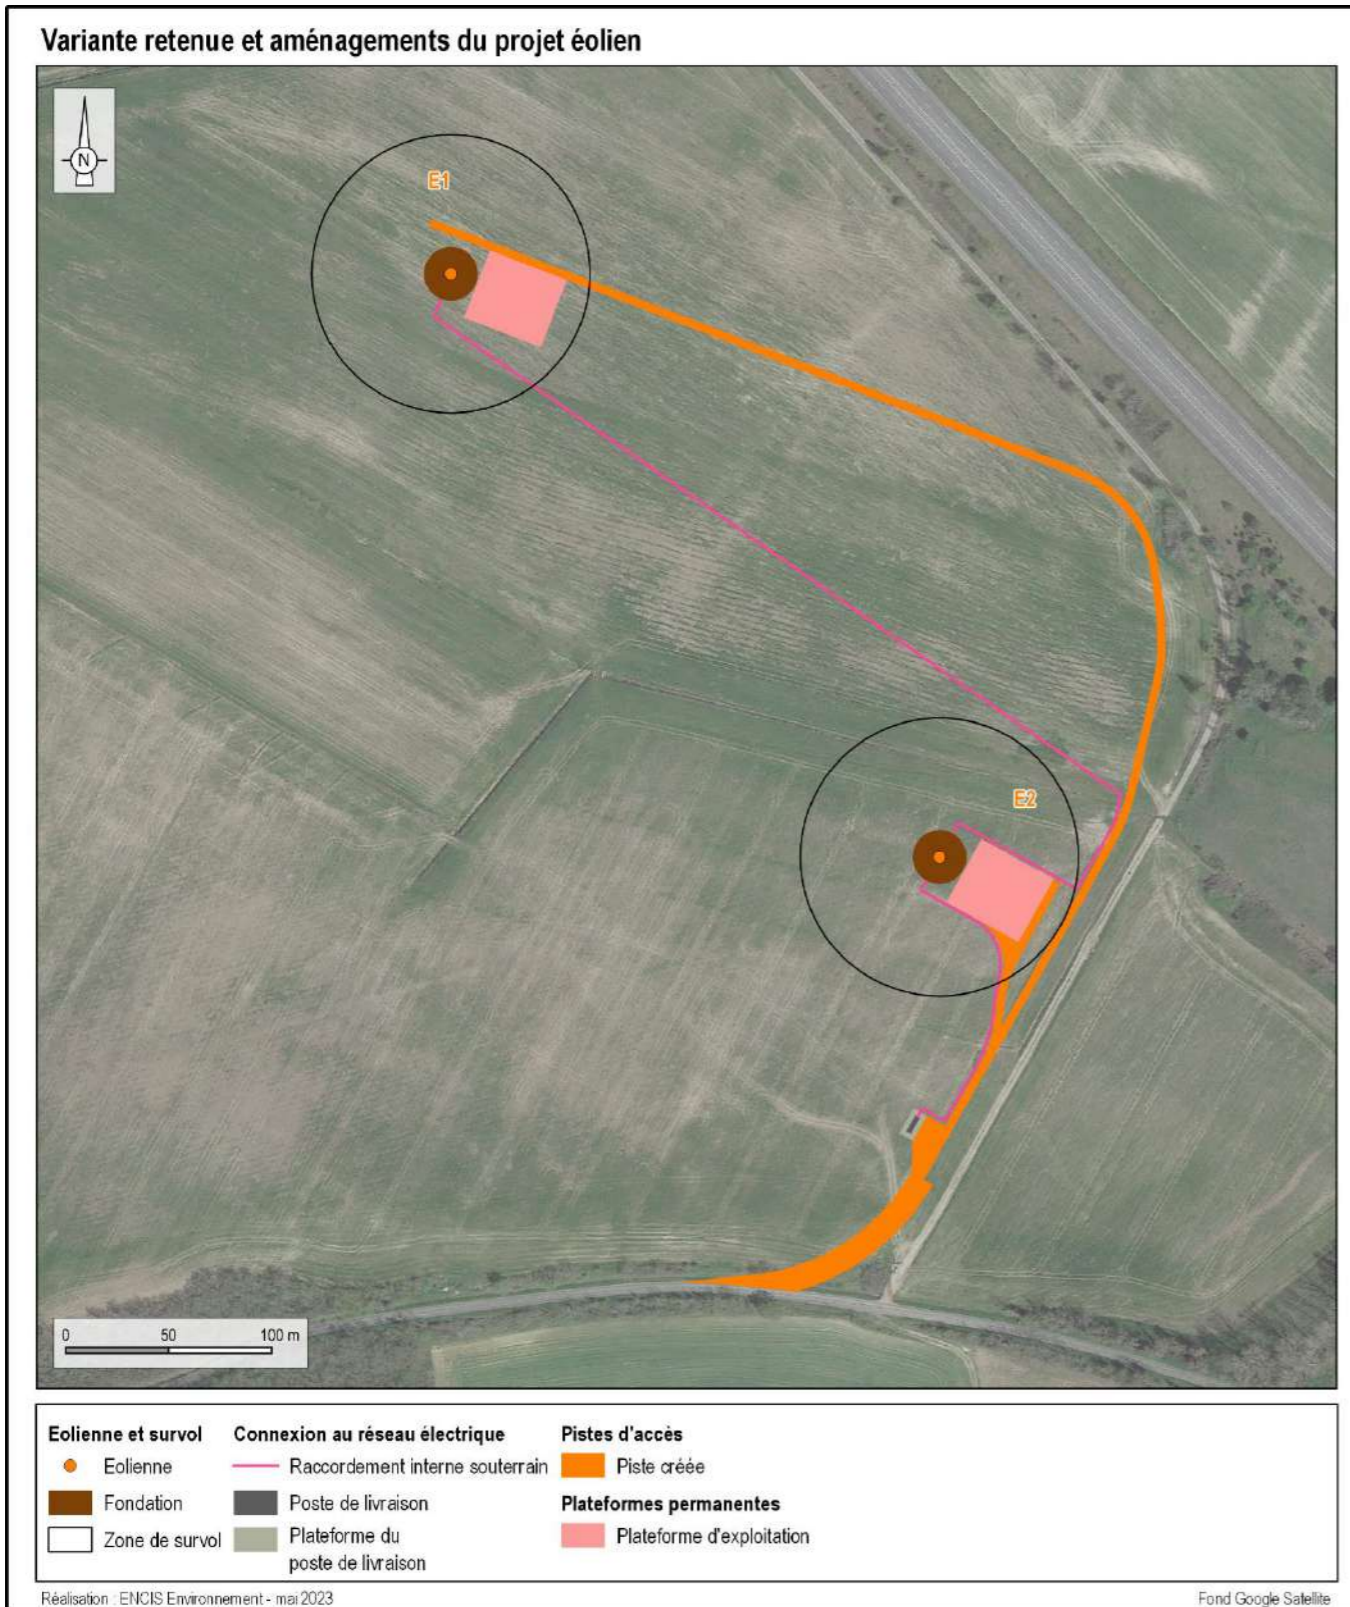 Variante retenue et aménagements du projet éolien
N
E1
E2
0 50 100 m
Eolienne et survol
Eolienne
Fondation
Zone de survol
Connexion au réseau électrique
Raccordement interne souterrain
Poste de livraison
Plateforme du
poste de livraison
Pistes d'accès
Piste créée
Plateformes permanentes
Plateforme d'exploitation
Réalisation : ENCIS Environnement - mai 2023
Fond Google Satellite